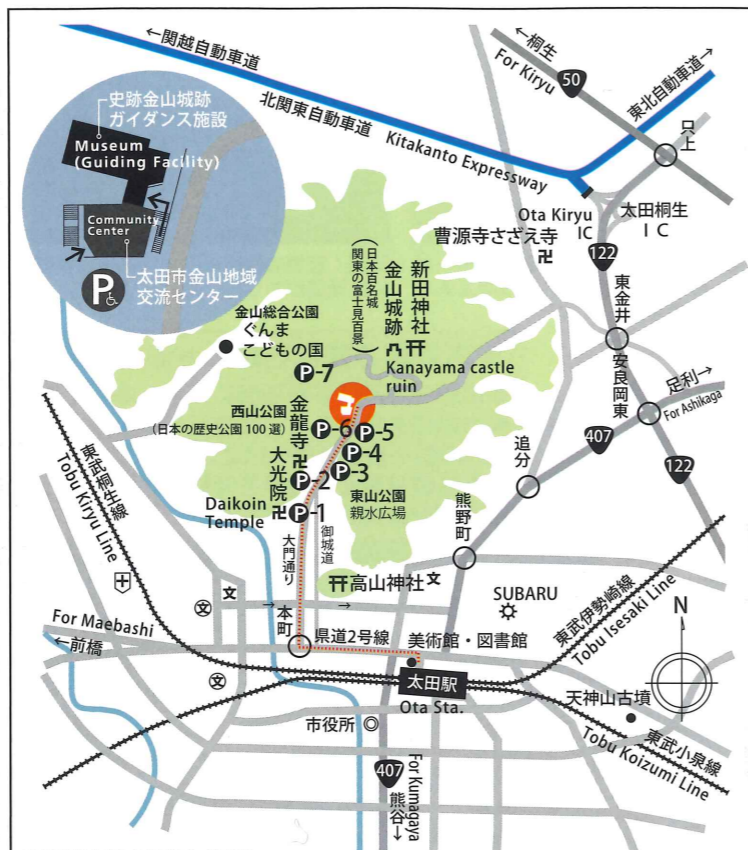 ←関越自動車道
北関東自動車道 Kitakanto Expressway
東北自動車道→
←桐生
For Kiryu
50
只上
史跡金山城跡
ガイダンス施設
Museum
(Guiding Facility)
Community
Center
太田市金山地域
交流センター
P
Ota Kiryu
IC
太田桐生
IC
曹源寺さざえ寺
卍
122
東金井
安良岡東
足利→
For Ashikaga
407
122
追分
熊野町
新田神社
金山城跡
(日本百名城
関東の富士見百景)
Kanayama castle
ruin
金山総合公園
ぐんま
こどもの国
P-7
西山公園
(日本の歴史公園100選)
P-6
P-5
P-4
P-3
P-2
P-1
金龍寺
卍
大光院
卍
Daikoin
Temple
東山公園
親水広場
大門通り
御城道
高山神社
文
文
文
文
東武桐生線
Tobu Kiryu Line
For Maebashi
←前橋
本町
→
→
県道2号線
美術館・図書館
SUBARU
東武伊勢崎線
Tobu Isesaki Line
N
太田駅
Ota Sta.
天神山古墳
東武小泉線
Tobu Koizumi Line
市役所
407
For Kumagaya
熊谷→